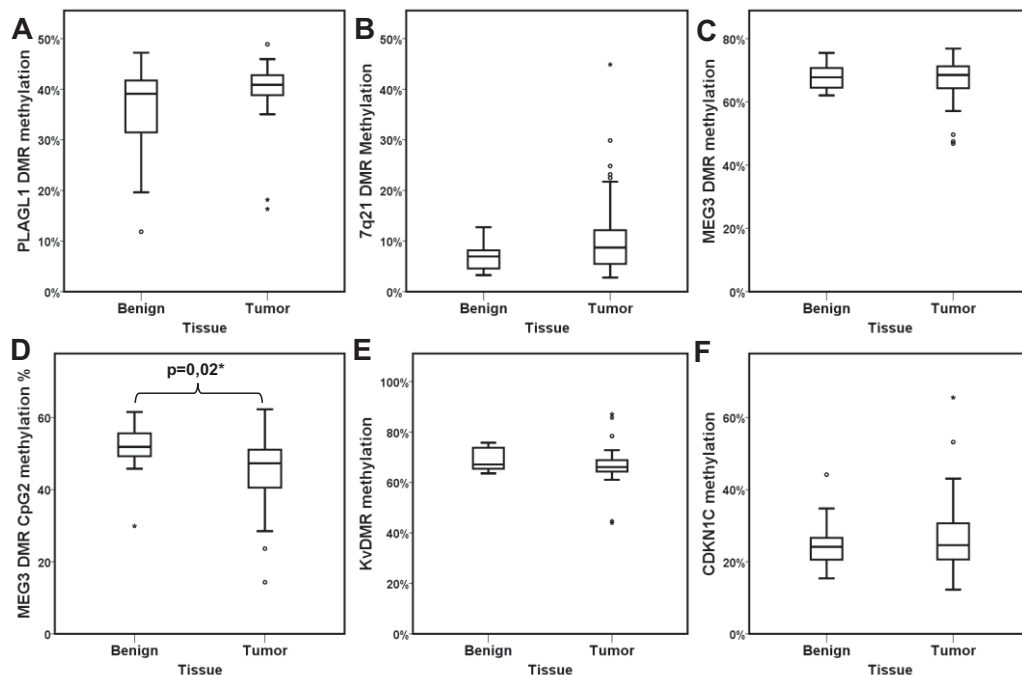 A
PLAGL1 DMR methylation
50%
40%
30%
20%
10%
0%
Benign Tumor
Tissue
B
7q21 DMR Methylation
50%
40%
30%
20%
10%
0%
Benign Tumor
Tissue
C
MEG3 DMR methylation
80%
60%
40%
20%
0%
Benign Tumor
Tissue
D
MEG3 DMR CpG2 methylation %
p=0,02*
60
40
20
0
Benign Tumor
Tissue
E
KvDMR methylation
100%
80%
60%
40%
20%
0%
Benign Tumor
Tissue
F
CDKN1C methylation
60%
40%
20%
0%
Benign Tumor
Tissue